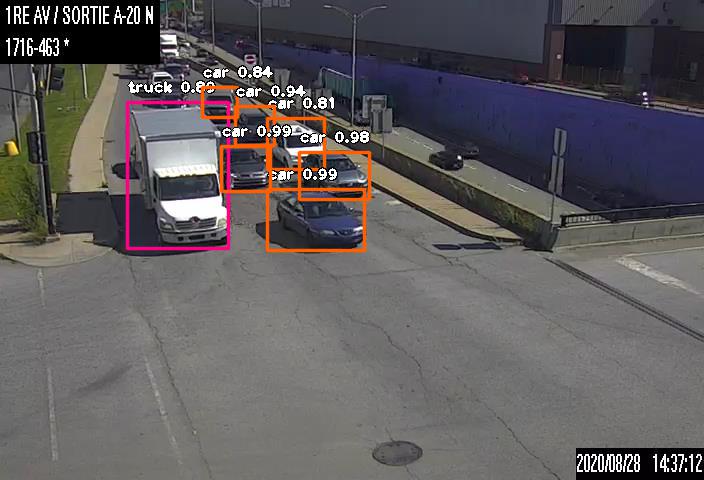 1RE AV / SORTIE A-20 N
1716-463 *
car 0.84
truck 0.89
car 0.94
car 0.81
car 0.99
car 0.98
car 0.99
2020/08/28 14:37:12